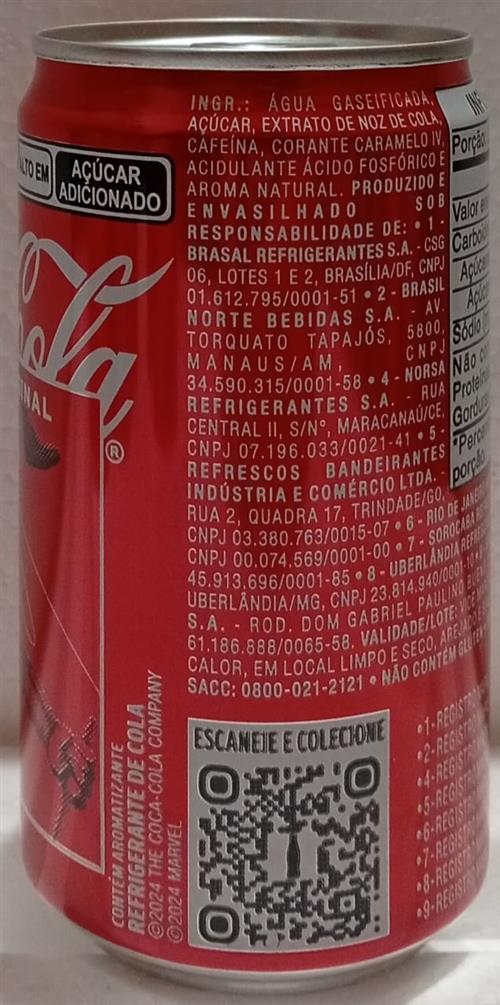 ALTO EM
AÇÚCAR
ADICIONADO
Cola
INAL
®
INGR.: ÁGUA GASEIFICADA,
AÇÚCAR, EXTRATO DE NOZ DE COLA,
CAFEÍNA, CORANTE CARAMELO IV,
ACIDULANTE ÁCIDO FOSFÓRICO E
AROMA NATURAL. PRODUZIDO E
ENVASILHADO SOB
RESPONSABILIDADE DE: • 1 -
BRASAL REFRIGERANTES S.A. - CSG
06, LOTES 1 E 2, BRASÍLIA/DF, CNPJ
01.612.795/0001-51 • 2 - BRASIL
NORTE BEBIDAS S.A. - AV.
TORQUATO TAPAJÓS, 5800,
MANAUS/AM, CNPJ
34.590.315/0001-58 • 4 - NORSA
REFRIGERANTES S.A. - RUA
CENTRAL II, S/Nº, MARACANAÚ/CE,
CNPJ 07.196.033/0021-41 • 5 -
REFRESCOS BANDEIRANTES
INDÚSTRIA E COMÉRCIO LTDA. -
RUA 2, QUADRA 17, TRINDADE/GO,
CNPJ 03.380.763/0015-07 • 6 - RIO DE
CNPJ 00.074.569/0001-00 • 7 - SOROCABA
45.913.696/0001-85 • 8 - UBERLÂNDIA
UBERLÂNDIA/MG, CNPJ 23.814.940/0001-10 •
S.A. - ROD. DOM GABRIEL PAULINO
61.186.888/0065-58. VALIDADE/LOTE:
CALOR, EM LOCAL LIMPO E SECO,
SACC: 0800-021-2121 • NÃO CONTÉM GLÚTEN
Porção
Valor
Sódio
Não
*
porção.
CONTÉM AROMATIZANTE
REFRIGERANTE DE COLA
©2024 THE COCA-COLA COMPANY
©2024 MARVEL
ESCANEIE E COLECIONE
•1-REGISTRO
•2-REGISTRO
•4-REGISTRO
•5-REGISTRO
•6-REGISTRO
•7-REGISTRO
•8-REGISTRO
•9-REGISTRO